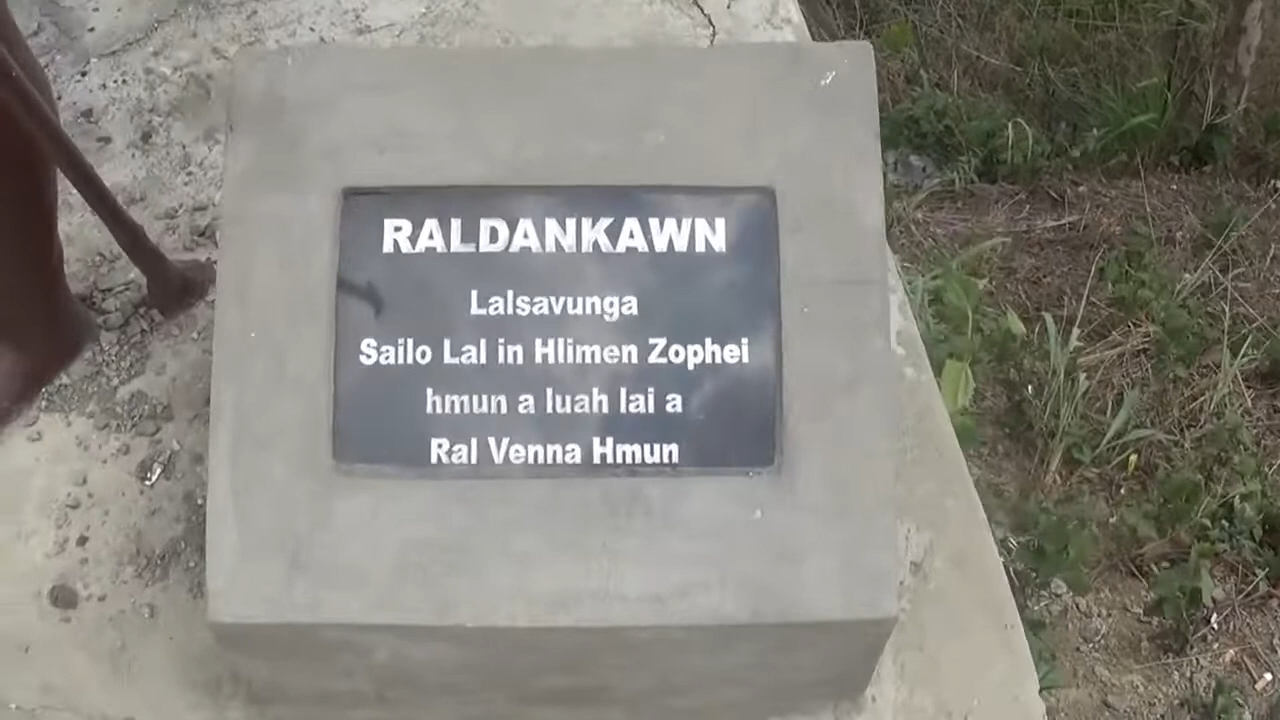 RALDANKAWN
Lalsavunga
Sailo Lal in Hlimen Zophei
hmun a luah lai a
Ral Venna Hmun